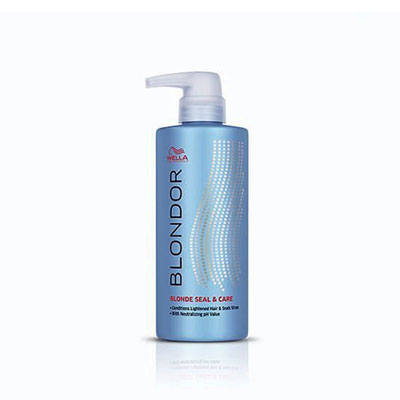 WELLA
BLONDOR
BLONDE SEAL & CARE
• Conditions Lightened Hair & Seals Shine
• With Neutralizing pH Value